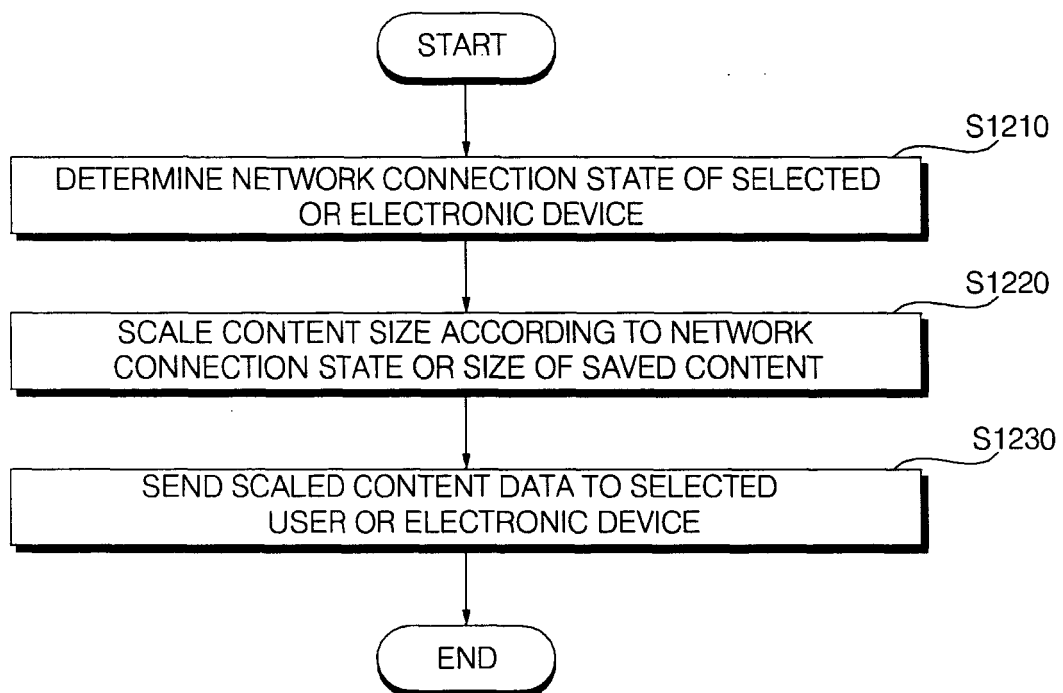 START
S1210
DETERMINE NETWORK CONNECTION STATE OF SELECTED
OR ELECTRONIC DEVICE
S1220
SCALE CONTENT SIZE ACCORDING TO NETWORK
CONNECTION STATE OR SIZE OF SAVED CONTENT
S1230
SEND SCALED CONTENT DATA TO SELECTED
USER OR ELECTRONIC DEVICE
END